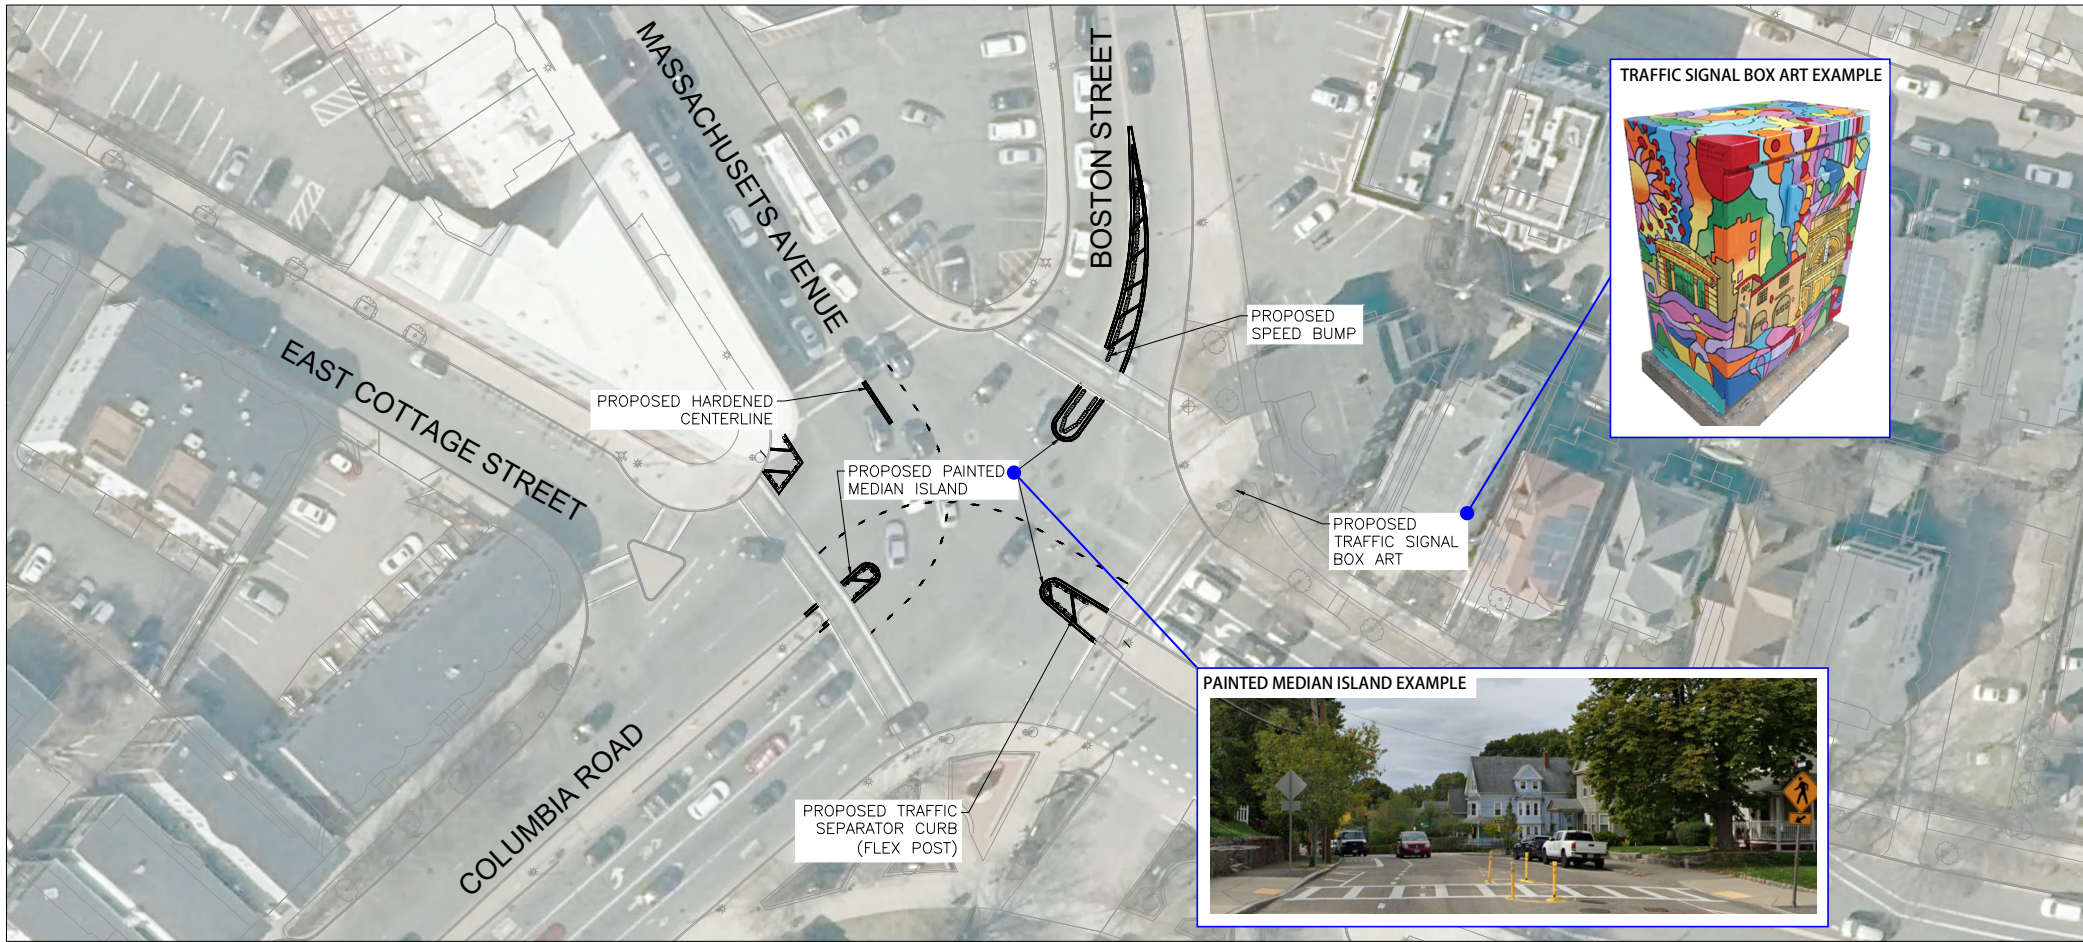 MASSACHUSETS AVENUE
BOSTON STREET
TRAFFIC SIGNAL BOX ART EXAMPLE
EAST COTTAGE STREET
PROPOSED
SPEED BUMP
PROPOSED HARDENED
CENTERLINE
PROPOSED PAINTED
MEDIAN ISLAND
PROPOSED
TRAFFIC SIGNAL
BOX ART
COLUMBIA ROAD
PROPOSED TRAFFIC
SEPARATOR CURB
(FLEX POST)
PAINTED MEDIAN ISLAND EXAMPLE